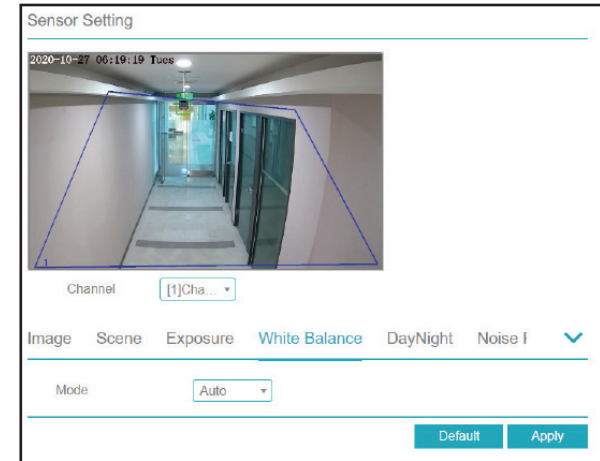 Sensor Setting
2020-10-27 06:19:19 Tues
1
Channel [1]Cha...
Image Scene Exposure White Balance DayNight Noise
Mode Auto
Default Apply